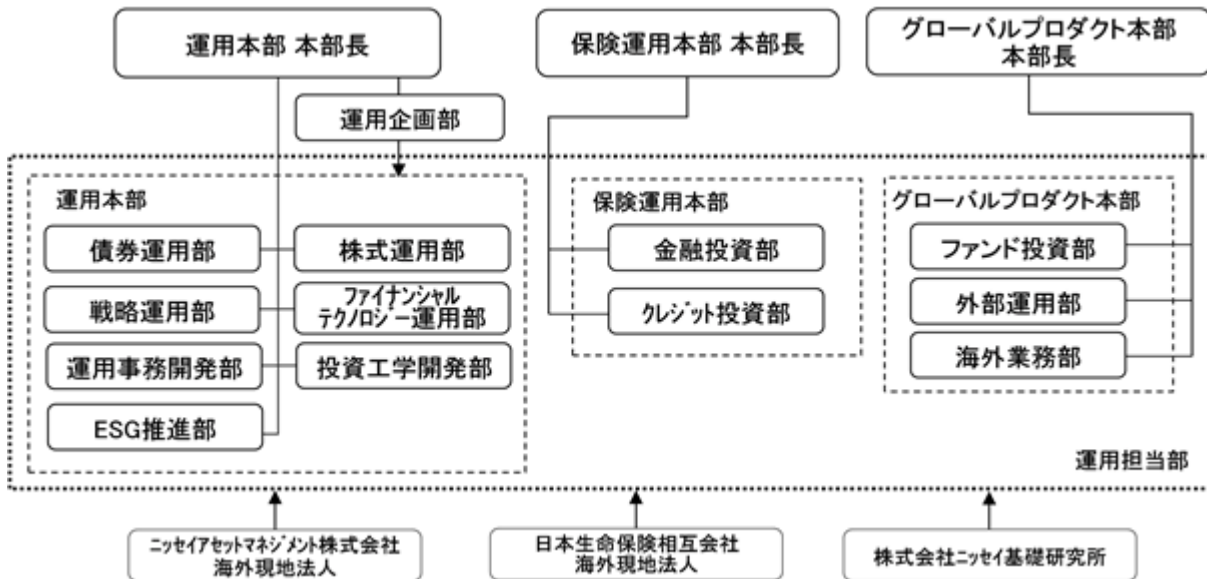 運用本部 本部長
保険運用本部 本部長
グローバルプロダクト本部
本部長
運用企画部
運用本部
債券運用部
株式運用部
戦略運用部
ファイナンシャル
テクノロジー運用部
運用事務開発部
投資工学開発部
ESG推進部
保険運用本部
金融投資部
クレジット投資部
グローバルプロダクト本部
ファンド投資部
外部運用部
海外業務部
運用担当部
ニッセイアセットマネジメント株式会社
海外現地法人
日本生命保険相互会社
海外現地法人
株式会社ニッセイ基礎研究所